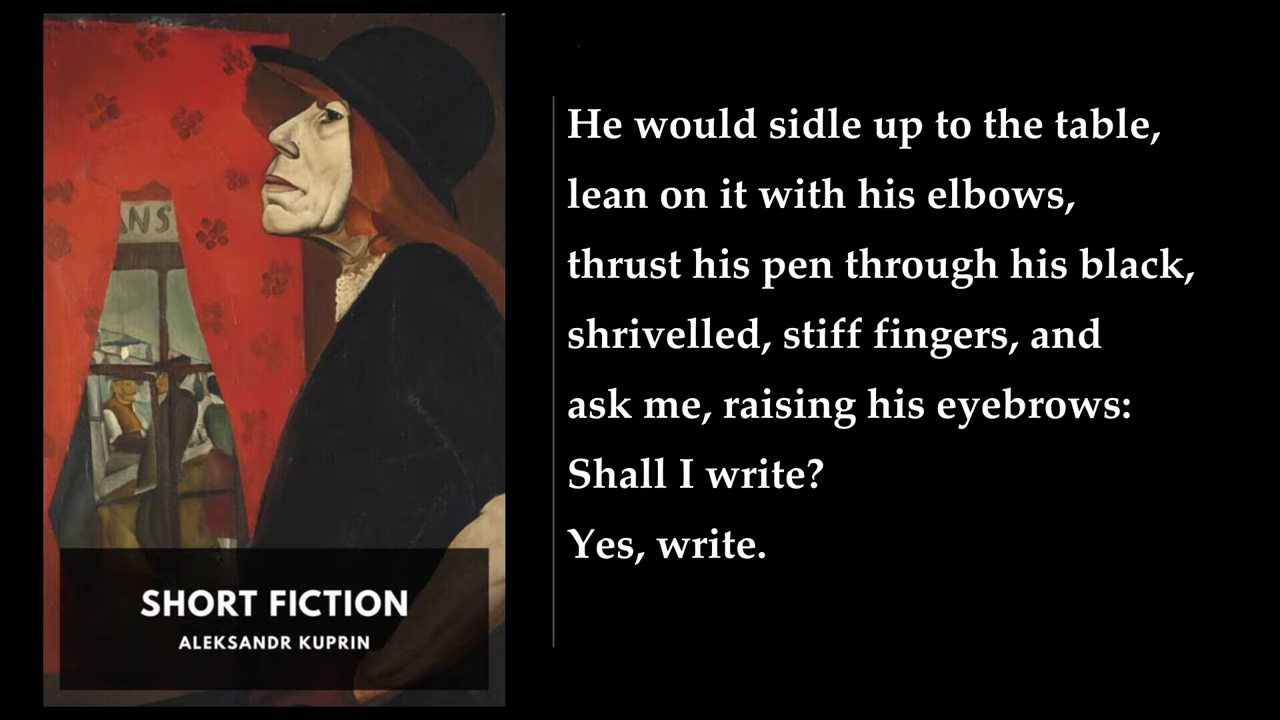 NS
SHORT FICTION
ALEKSANDR KUPRIN
He would sidle up to the table,
lean on it with his elbows,
thrust his pen through his black,
shrivelled, stiff fingers, and
ask me, raising his eyebrows:
Shall I write?
Yes, write.